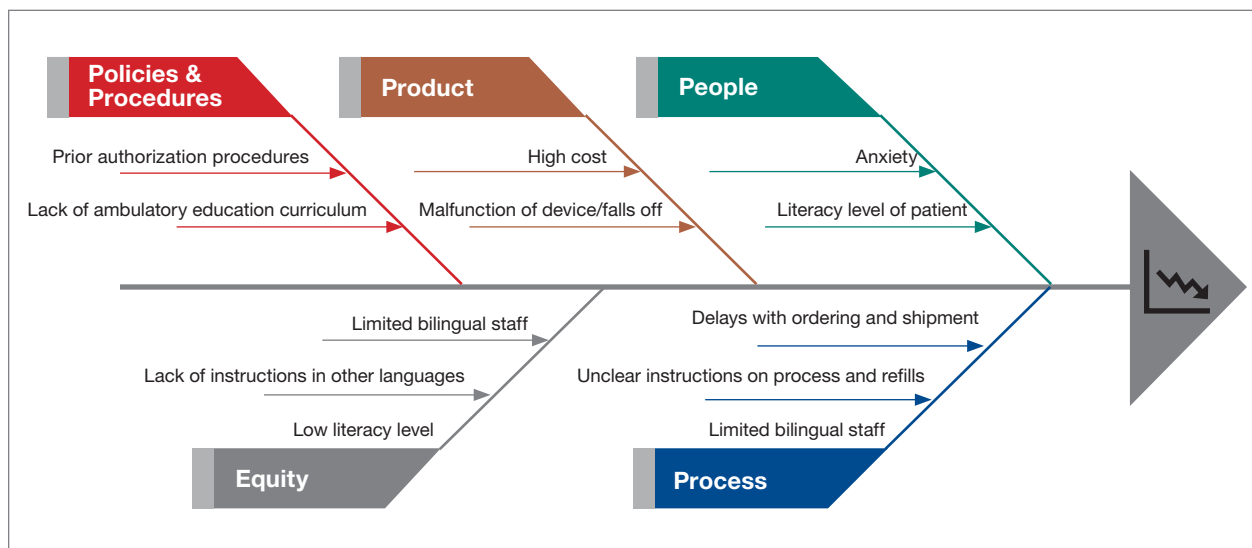 Policies &
Procedures
Product
People
Prior authorization procedures
High cost
Anxiety
Lack of ambulatory education curriculum
Malfunction of device/falls off
Literacy level of patient
Limited bilingual staff
Delays with ordering and shipment
Lack of instructions in other languages
Unclear instructions on process and refills
Low literacy level
Limited bilingual staff
Equity
Process